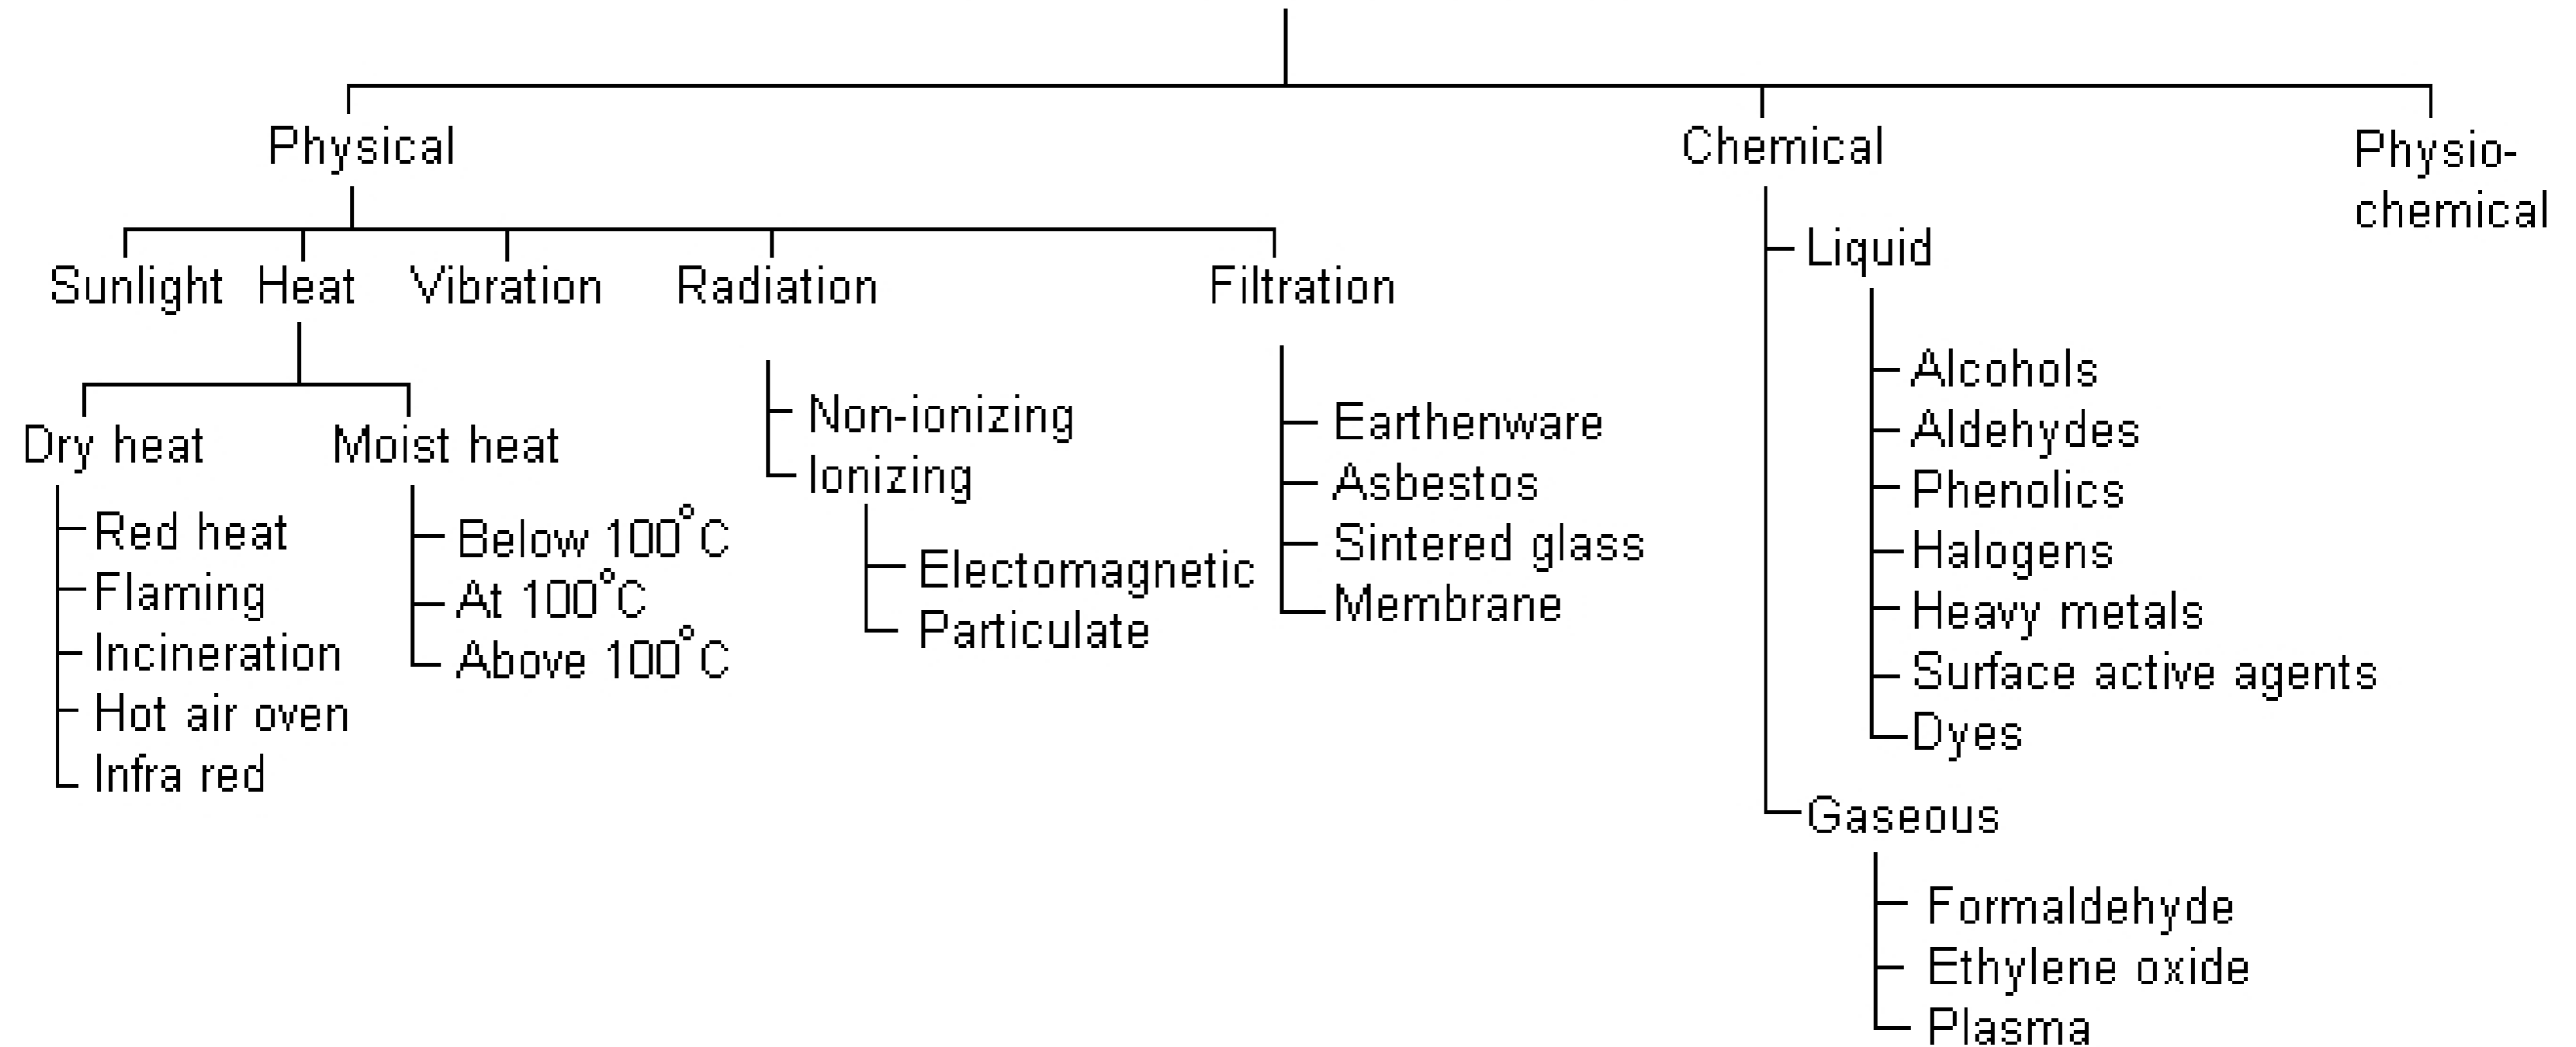 Physical
Chemical
Physio-
chemical
Sunlight
Heat
Vibration
Radiation
Filtration
Liquid
Dry heat
Moist heat
Red heat
Flaming
Incineration
Hot air oven
Infra red
Below 100°C
At 100°C
Above 100°C
Non-ionizing
Ionizing
Electomagnetic
Particulate
Earthenware
Asbestos
Sintered glass
Membrane
Alcohols
Aldehydes
Phenolics
Halogens
Heavy metals
Surface active agents
Dyes
Gaseous
Formaldehyde
Ethylene oxide
Plasma